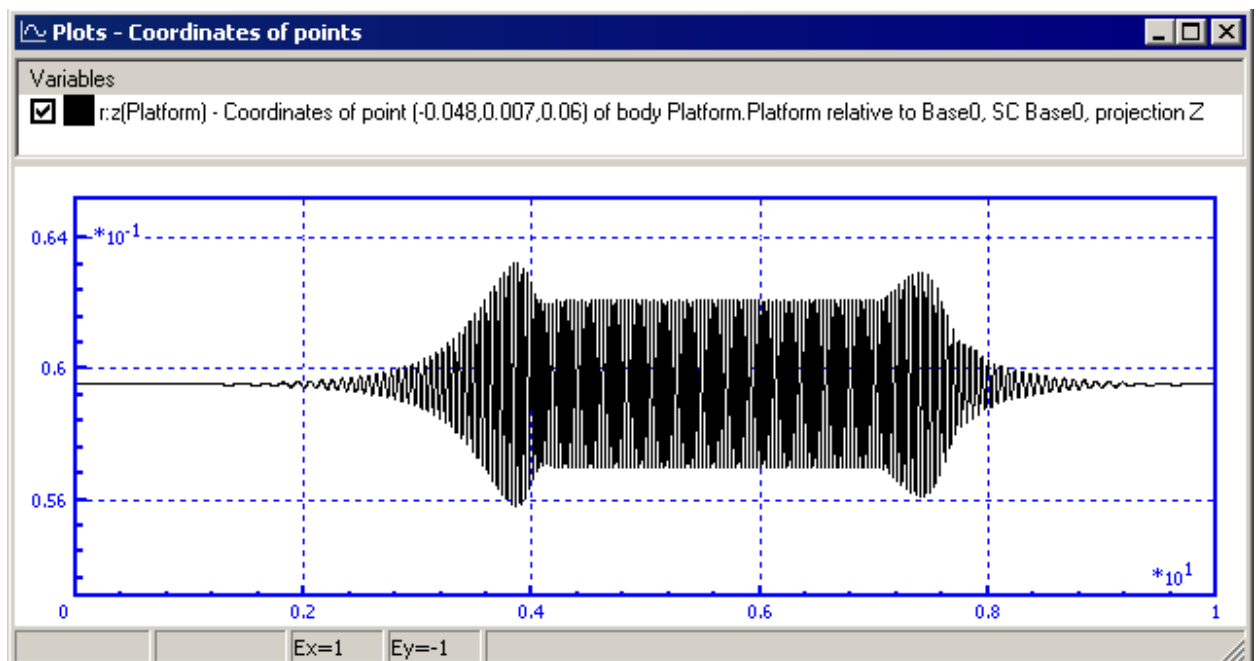 Plots - Coordinates of points
Variables
r:z(Platform) - Coordinates of point (-0.048,0.007,0.06) of body Platform.Platform relative to Base0, SC Base0, projection Z
0.64
*10-1
0.6
0.56
*101
0
0.2
0.4
0.6
0.8
1
Ex=1
Ey=-1